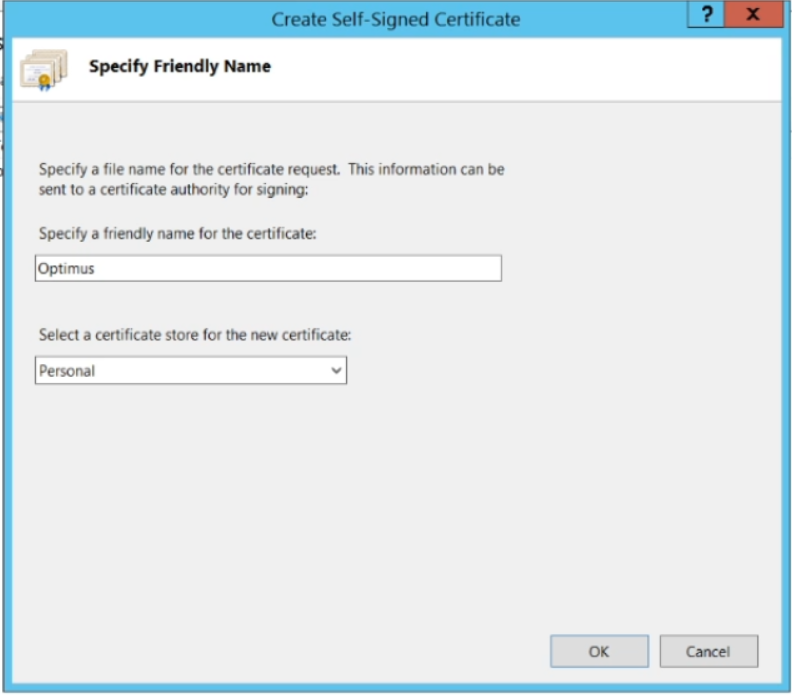 Create Self-Signed Certificate
? x
Specify Friendly Name
Specify a file name for the certificate request. This information can be
sent to a certificate authority for signing:
Specify a friendly name for the certificate:
Optimus
Select a certificate store for the new certificate:
Personal
OK Cancel